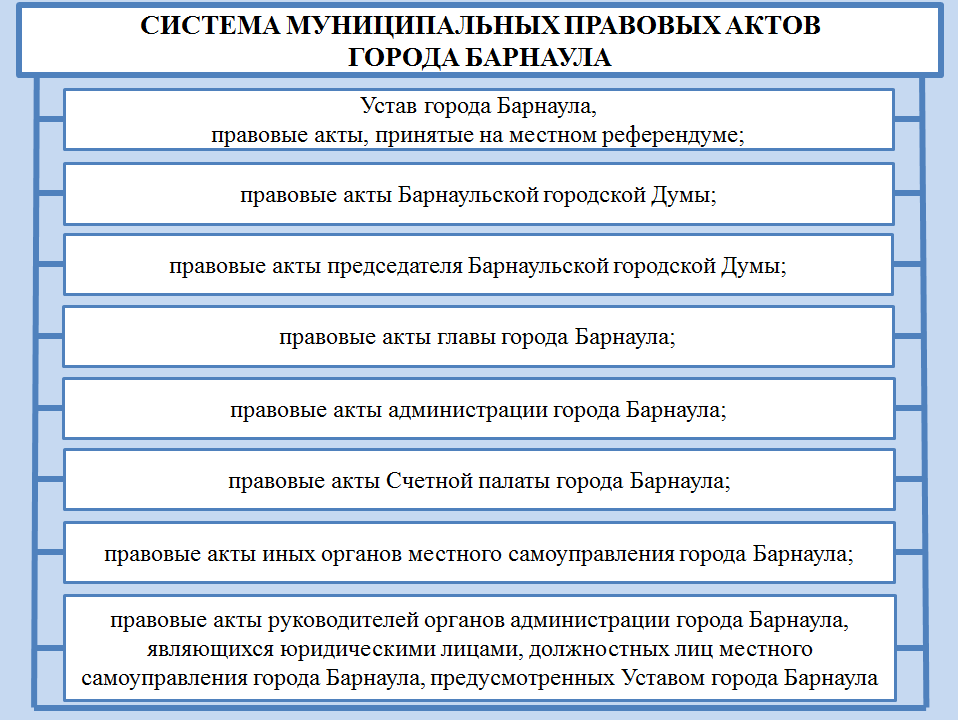 СИСТЕМА МУНИЦИПАЛЬНЫХ ПРАВОВЫХ АКТОВ
ГОРОДА БАРНАУЛА
Устав города Барнаула,
правовые акты, принятые на местном референдуме;
правовые акты Барнаульской городской Думы;
правовые акты председателя Барнаульской городской Думы;
правовые акты главы города Барнаула;
правовые акты администрации города Барнаула;
правовые акты Счетной палаты города Барнаула;
правовые акты иных органов местного самоуправления города Барнаула;
правовые акты руководителей органов администрации города Барнаула,
являющихся юридическими лицами, должностных лиц местного
самоуправления города Барнаула, предусмотренных Уставом города Барнаула